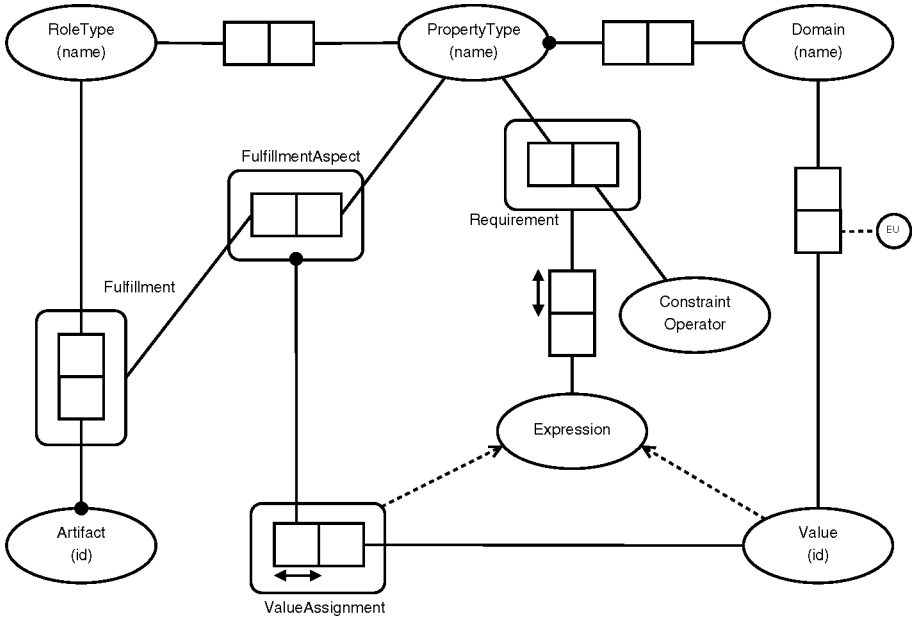 RoleType
(name)
PropertyType
(name)
Domain
(name)
FulfillmentAspect
Requirement
EU
Fulfillment
Constraint
Operator
Expression
Artifact
(id)
Value
(id)
ValueAssignment